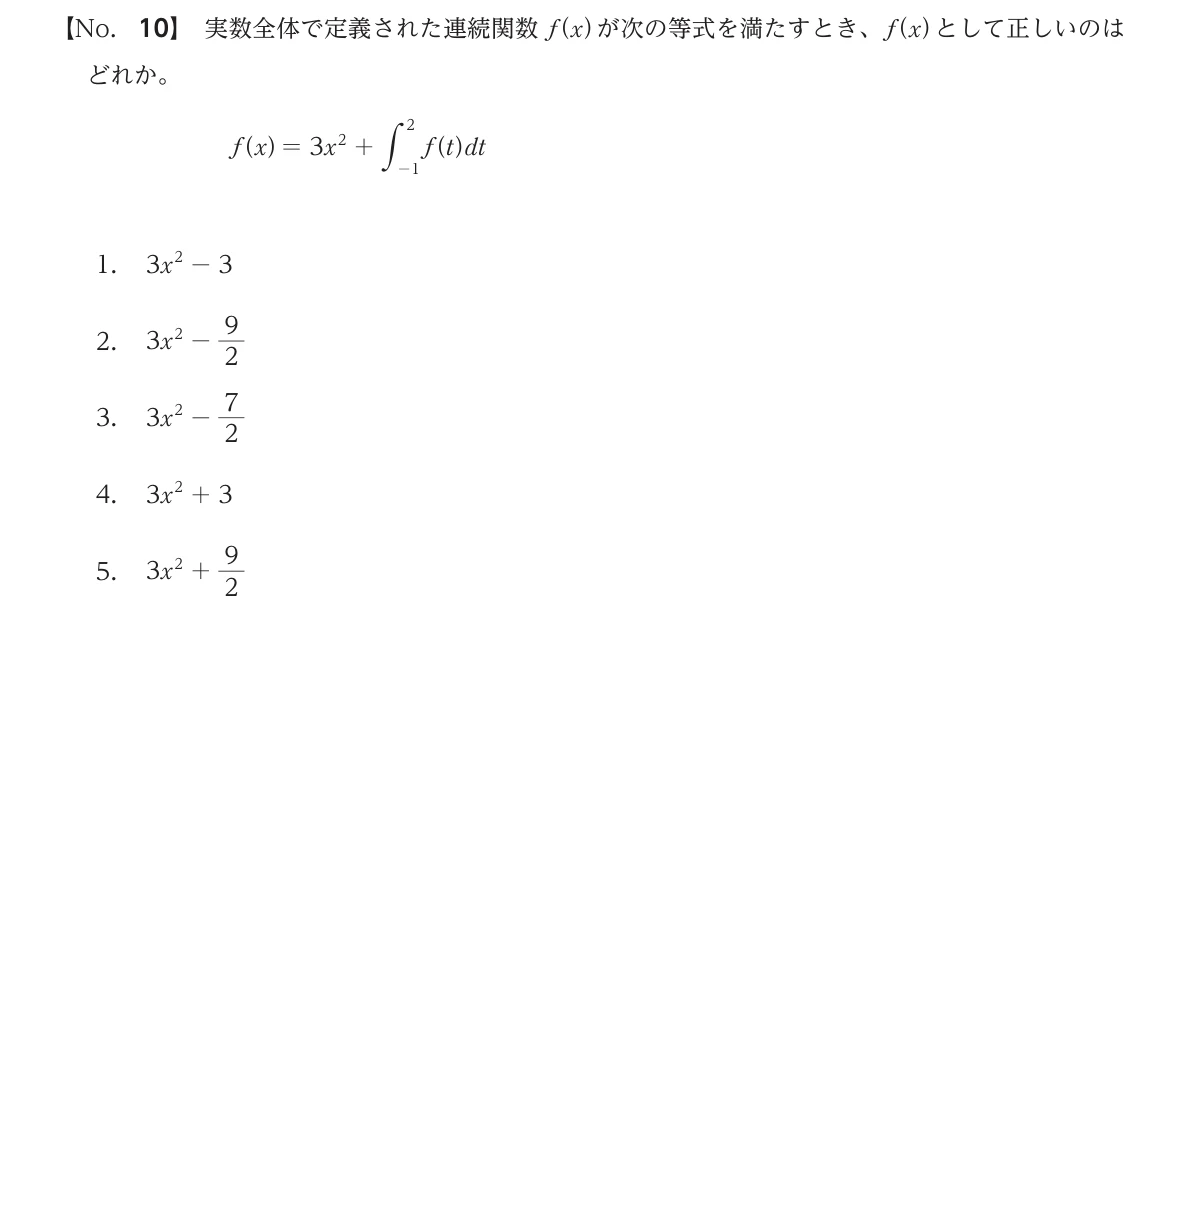 【No. 10】 実数全体で定義された連続関数 f(x) が次の等式を満たすとき、f(x) として正しいのは
どれか。
f(x) = 3x² + ∫₋₁² f(t)dt
1. 3x² − 3
2. 3x² − 9/2
3. 3x² − 7/2
4. 3x² + 3
5. 3x² + 9/2